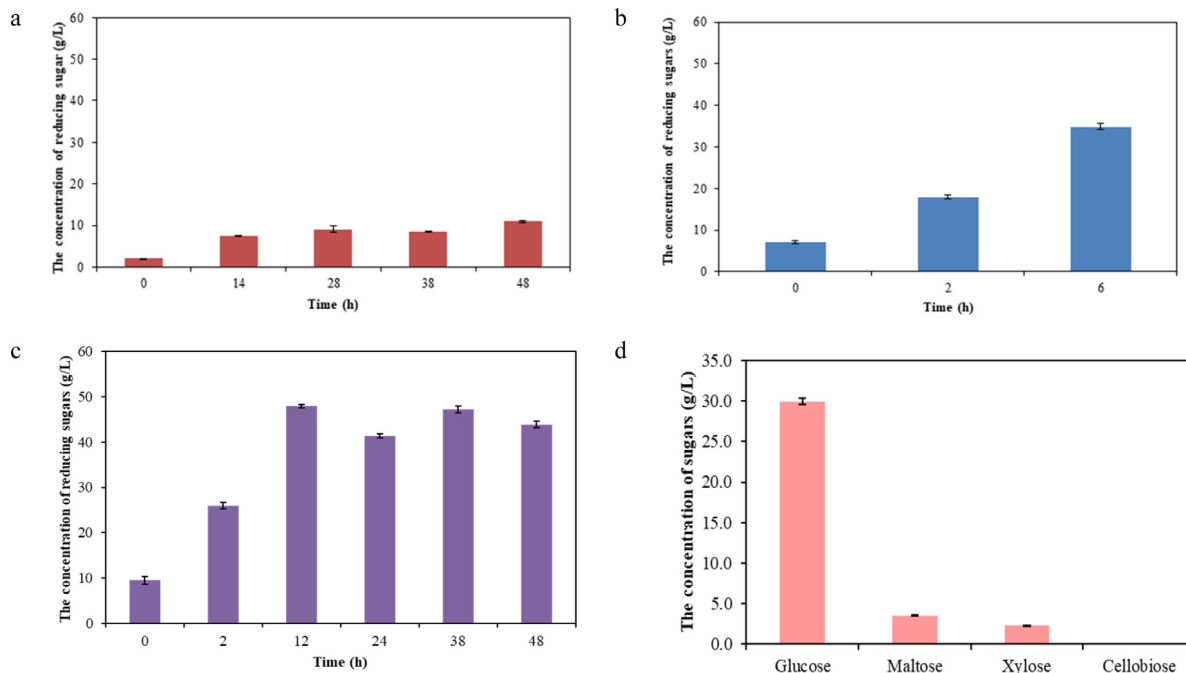 a
The concentration of reducing sugar (g/L)
60
50
40
30
20
10
0
0 14 28 38 48
Time (h)
b
The concentration of reducing sugars (g/L)
60
50
40
30
20
10
0
0 2 6
Time (h)
c
The concentration of reducing sugars (g/L)
60
50
40
30
20
10
0
0 2 12 24 38 48
Time (h)
d
The concentration of sugars (g/L)
35.0
30.0
25.0
20.0
15.0
10.0
5.0
0.0
Glucose Maltose Xylose Cellobiose